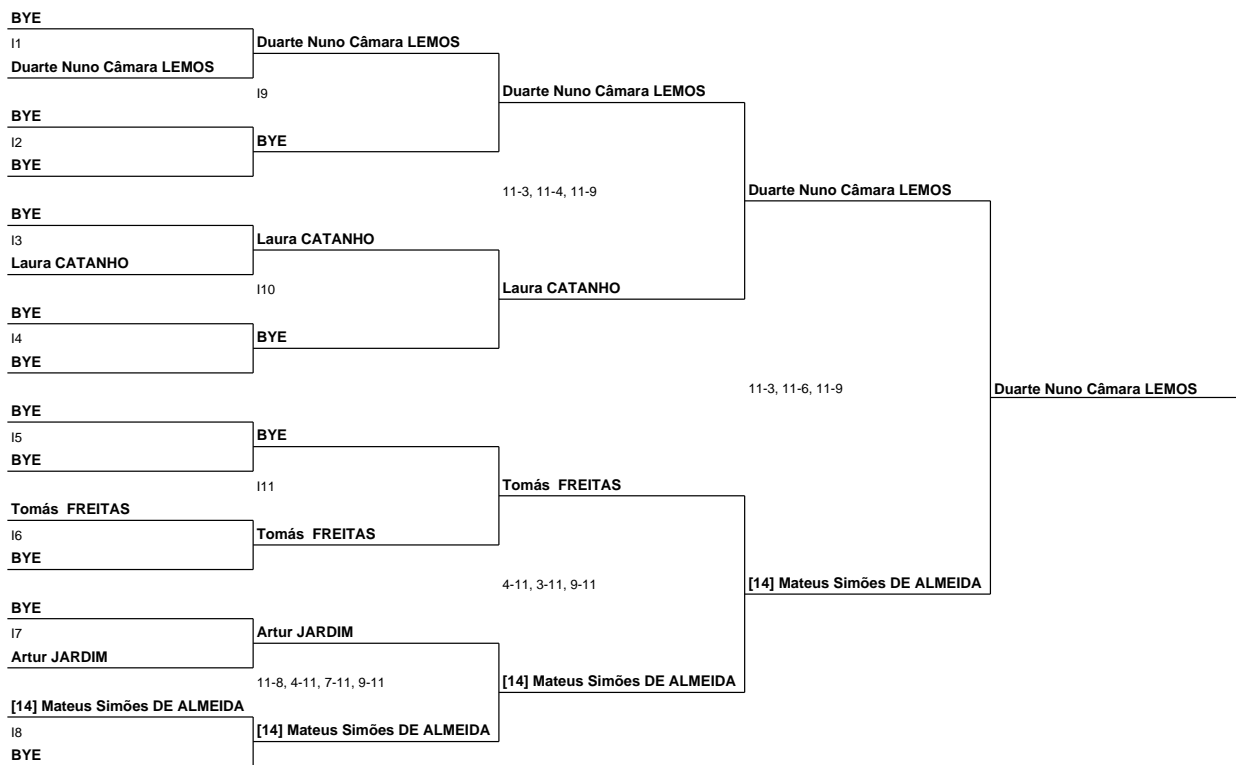 BYE
I1
Duarte Nuno Câmara LEMOS
BYE
I2
BYE
BYE
I3
Laura CATANHO
BYE
I4
BYE
BYE
I5
BYE
Tomás FREITAS
I6
BYE
BYE
I7
Artur JARDIM
[14] Mateus Simões DE ALMEIDA
I8
BYE
Duarte Nuno Câmara LEMOS
I9
BYE
Laura CATANHO
I10
BYE
BYE
I11
Tomás FREITAS
Artur JARDIM
11-8, 4-11, 7-11, 9-11
[14] Mateus Simões DE ALMEIDA
Duarte Nuno Câmara LEMOS
11-3, 11-4, 11-9
Laura CATANHO
Tomás FREITAS
4-11, 3-11, 9-11
[14] Mateus Simões DE ALMEIDA
Duarte Nuno Câmara LEMOS
11-3, 11-6, 11-9
[14] Mateus Simões DE ALMEIDA
Duarte Nuno Câmara LEMOS